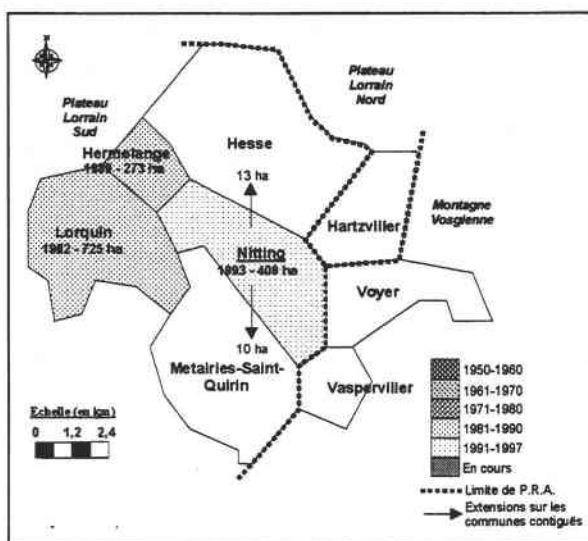 N
Plateau
Lorrain
Nord
Plateau
Lorrain
Sud
Hesse
Hermelange
1989 - 273 ha
13 ha
Montagne
Vosgienne
Hartzviller
Lorquin
1982 - 725 ha
Nitting
1993 - 408 ha
Voyer
10 ha
Metairies-Saint-
Quirin
Vasperviller
Echelle (en km)
0 1,2 2,4
1950-1960
1961-1970
1971-1980
1981-1990
1991-1997
En cours
Limite de P.R.A.
Extensions sur les
communes contiguës